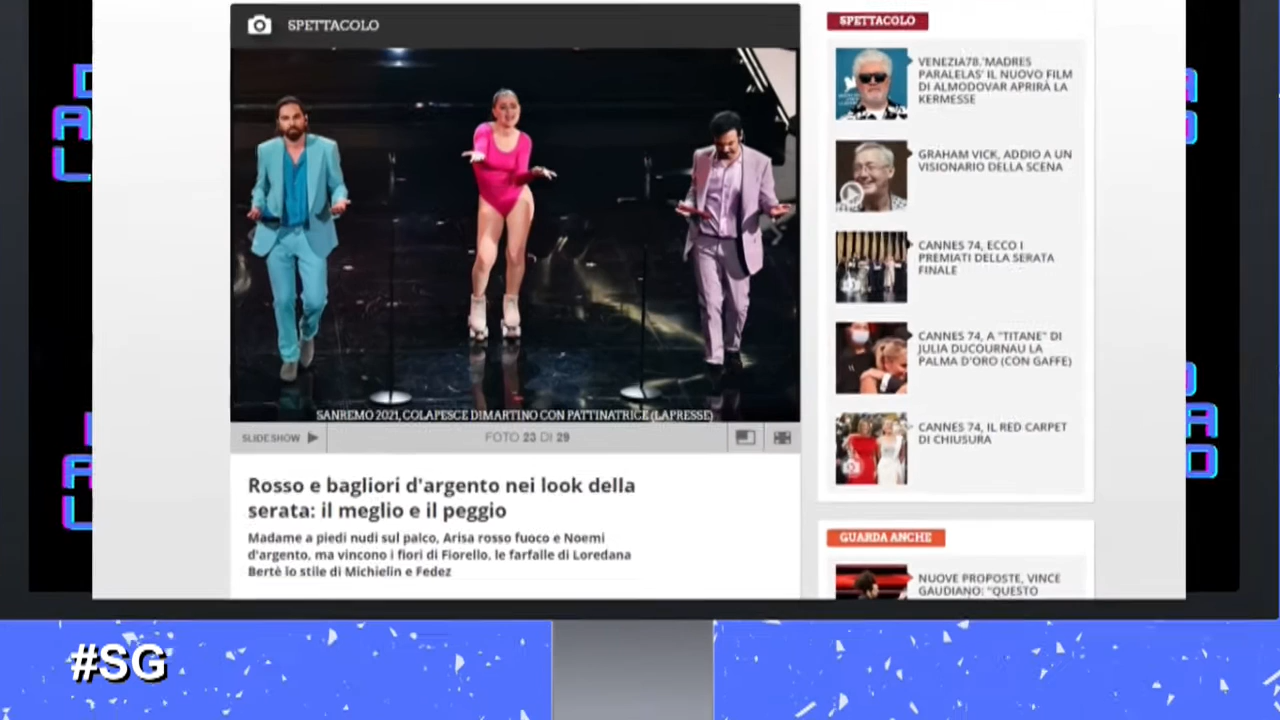 SPETTACOLO
SANREMO 2021, COLAPESCE DIMARTINO CON PATTINATRICE (LAPRESSE)
SLIDESHOW
FOTO 23 DI 29
Rosso e bagliori d'argento nei look della
serata: il meglio e il peggio
Madame a piedi nudi sul palco, Arisa rosso fuoco e Noemi
d'argento, ma vincono i fiori di Fiorello, le farfalle di Loredana
Bertè lo stile di Michielin e Fedez
SPETTACOLO
VENEZIA78.'MADRES
PARALELAS' IL NUOVO FILM
DI ALMODOVAR APRIRÀ LA
KERMESSE
GRAHAM VICK, ADDIO A UN
VISIONARIO DELLA SCENA
CANNES 74, ECCO I
PREMIATI DELLA SERATA
FINALE
CANNES 74, A "TITANE" DI
JULIA DUCOURNAU LA
PALMA D'ORO (CON GAFFE)
CANNES 74, IL RED CARPET
DI CHIUSURA
GUARDA ANCHE
NUOVE PROPOSTE, VINCE
GAUDIANO: "QUESTO
#SG